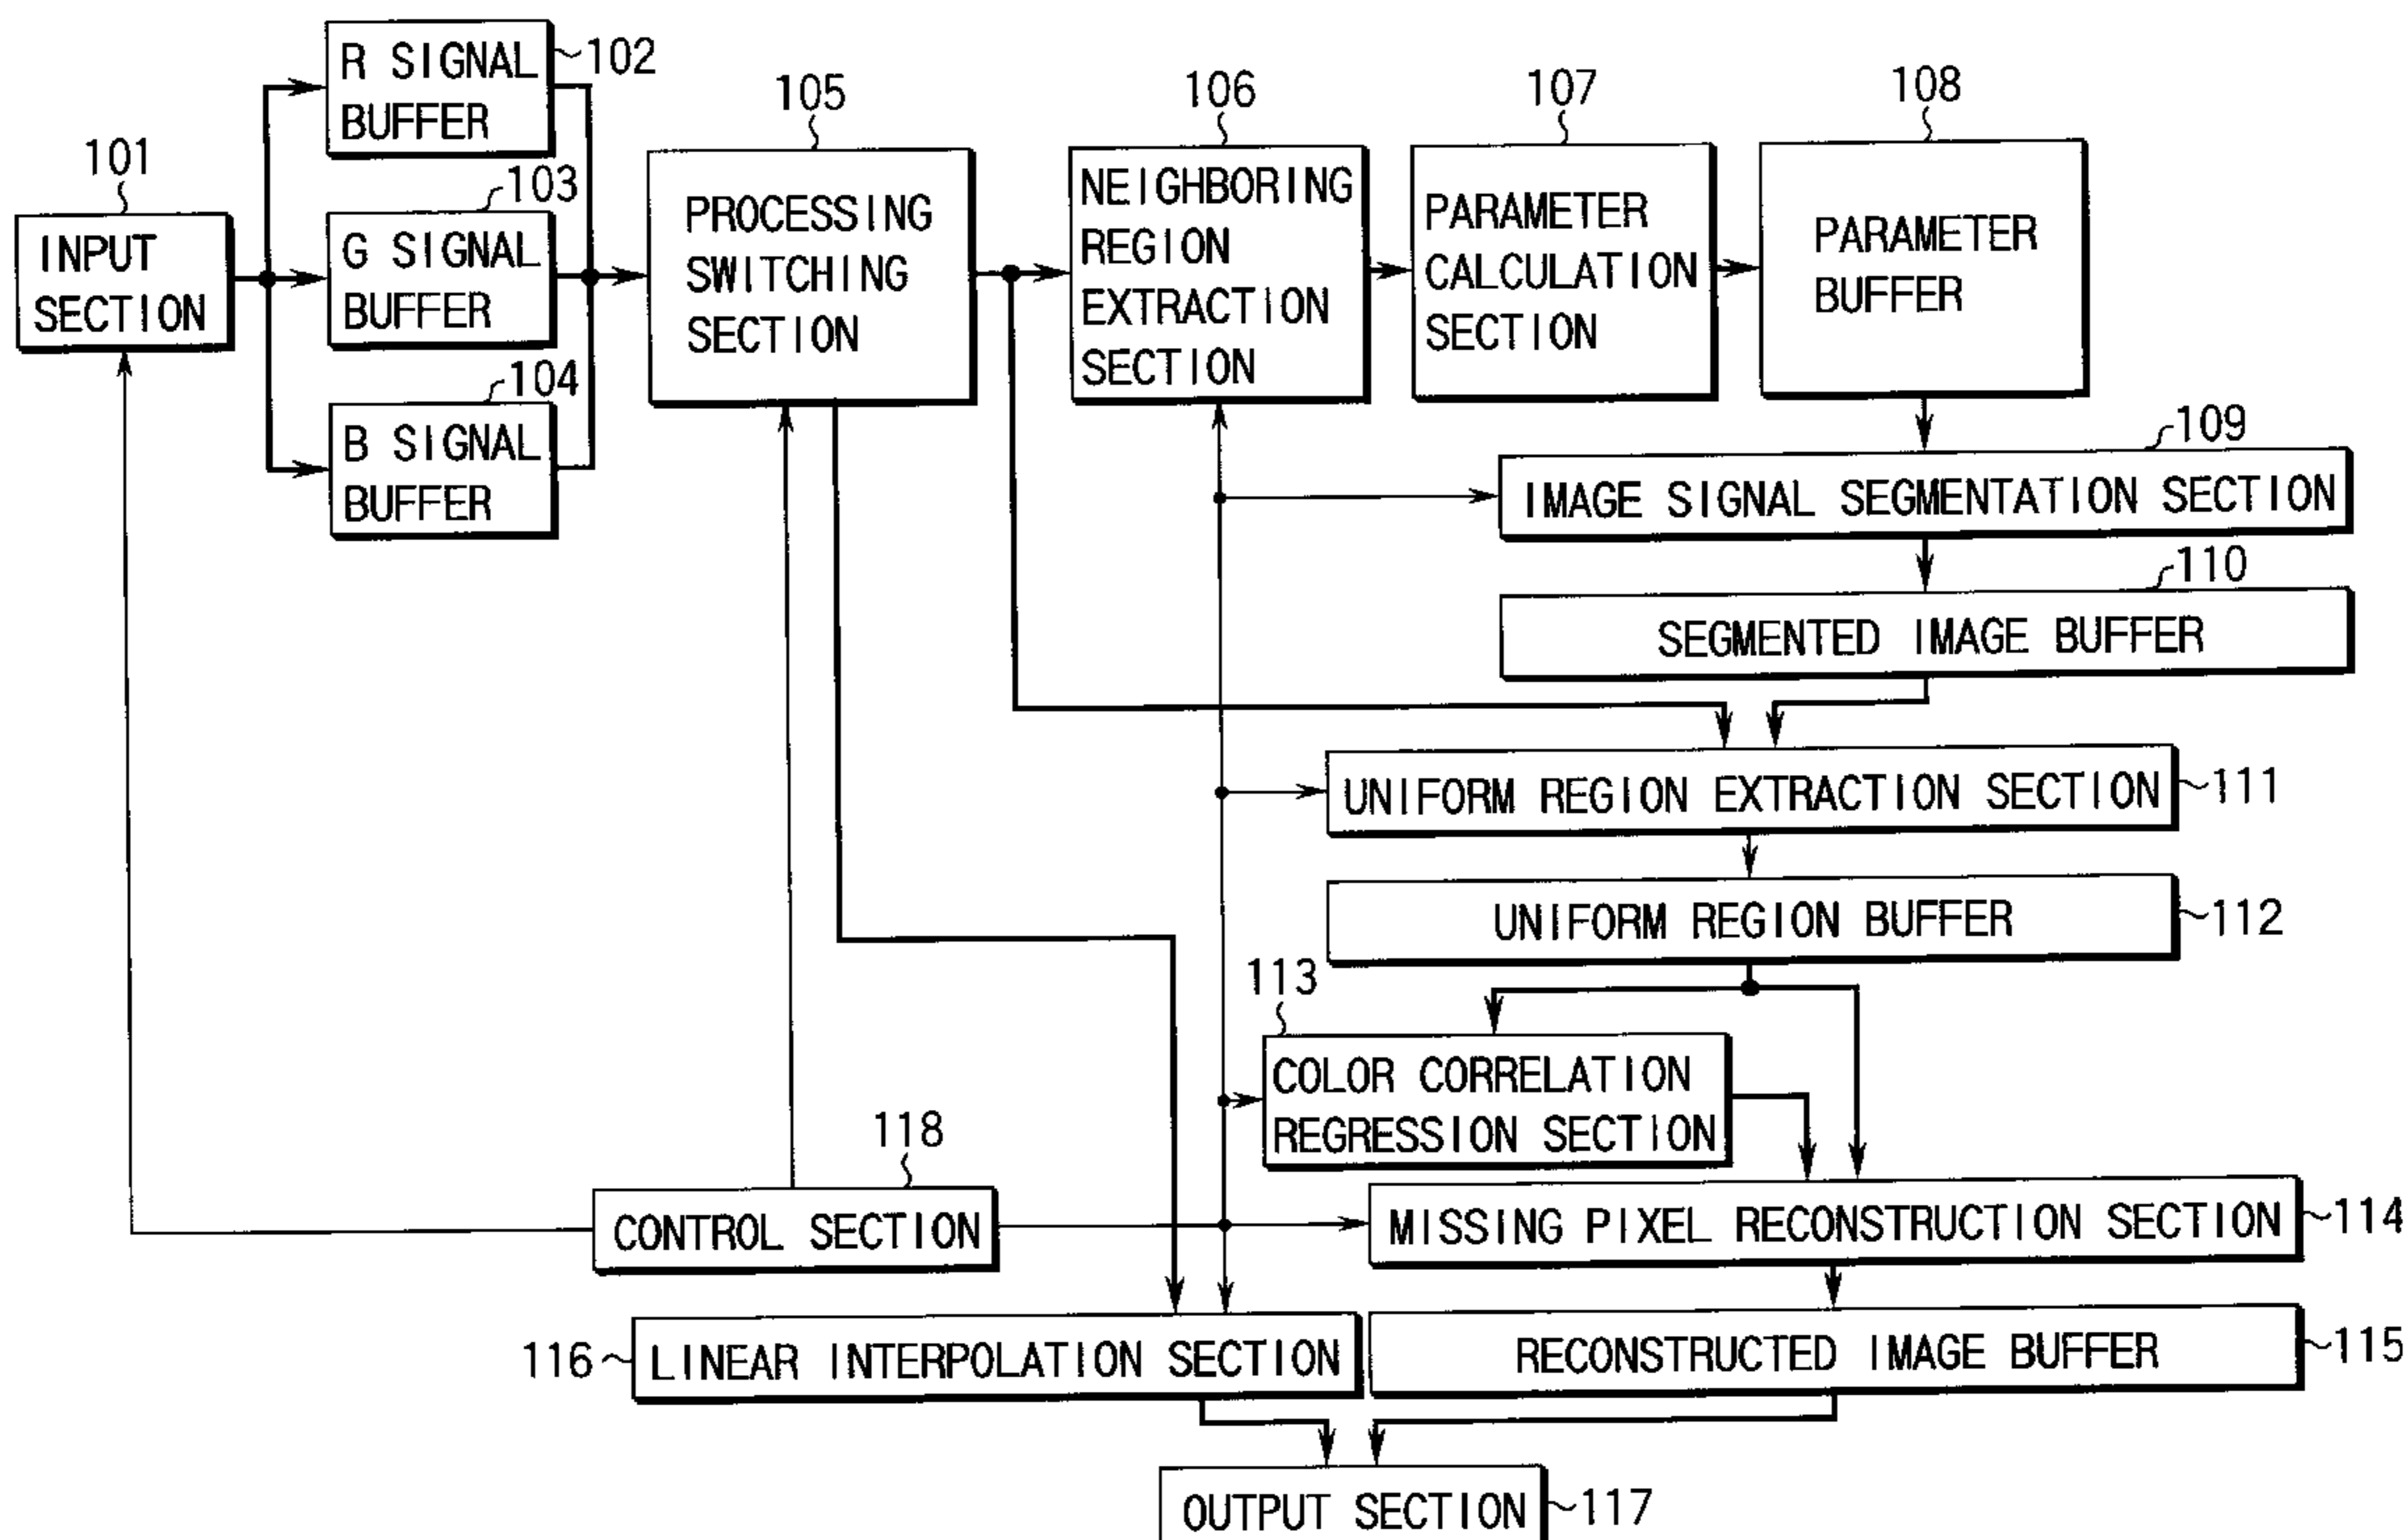 R SIGNAL
BUFFER
102
101
INPUT
SECTION
103
G SIGNAL
BUFFER
104
B SIGNAL
BUFFER
105
PROCESSING
SWITCHING
SECTION
106
NEIGHBORING
REGION
EXTRACTION
SECTION
107
PARAMETER
CALCULATION
SECTION
108
PARAMETER
BUFFER
109
IMAGE SIGNAL SEGMENTATION SECTION
110
SEGMENTED IMAGE BUFFER
UNIFORM REGION EXTRACTION SECTION
111
UNIFORM REGION BUFFER
112
113
COLOR CORRELATION
REGRESSION SECTION
118
CONTROL SECTION
MISSING PIXEL RECONSTRUCTION SECTION
114
116
LINEAR INTERPOLATION SECTION
RECONSTRUCTED IMAGE BUFFER
115
OUTPUT SECTION
117